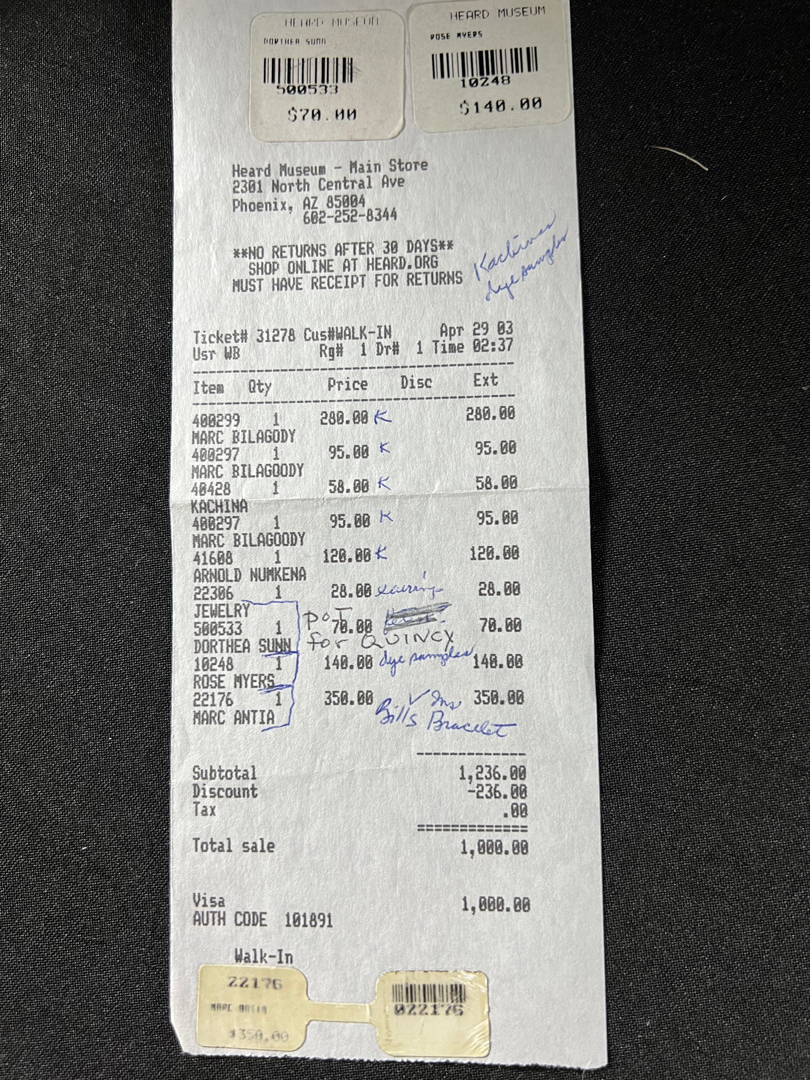 HEARD MUSEUM
DORTHEA SUNN
500533
$70.00
HEARD MUSEUM
ROSE MYERS
10248
$140.00
Heard Museum - Main Store
2301 North Central Ave
Phoenix, AZ 85004
602-252-8344
**NO RETURNS AFTER 30 DAYS**
SHOP ONLINE AT HEARD.ORG
MUST HAVE RECEIPT FOR RETURNS
Kachinas
dye samples
Ticket# 31278 Cus#WALK-IN Apr 29 03
Usr WB Rg# 1 Dr# 1 Time 02:37
Item Qty Price Disc Ext
400299 1 280.00 K 280.00
MARC BILAGODY
400297 1 95.00 K 95.00
MARC BILAGOODY
40428 1 58.00 K 58.00
KACHINA
400297 1 95.00 K 95.00
MARC BILAGOODY
41608 1 120.00 K 120.00
ARNOLD NUMKENA
22306 1 28.00 28.00
JEWELRY POT
500533 1 70.00 70.00
DORTHEA SUNN for QUINCY
10248 1 140.00 dye samples 140.00
ROSE MYERS
22176 1 350.00 350.00
MARC ANTIA Bills Bracelet
Subtotal 1,236.00
Discount -236.00
Tax .00
Total sale 1,000.00
Visa 1,000.00
AUTH CODE 101891
Walk-In
22176
MARC ANTIA
$350.00
022176